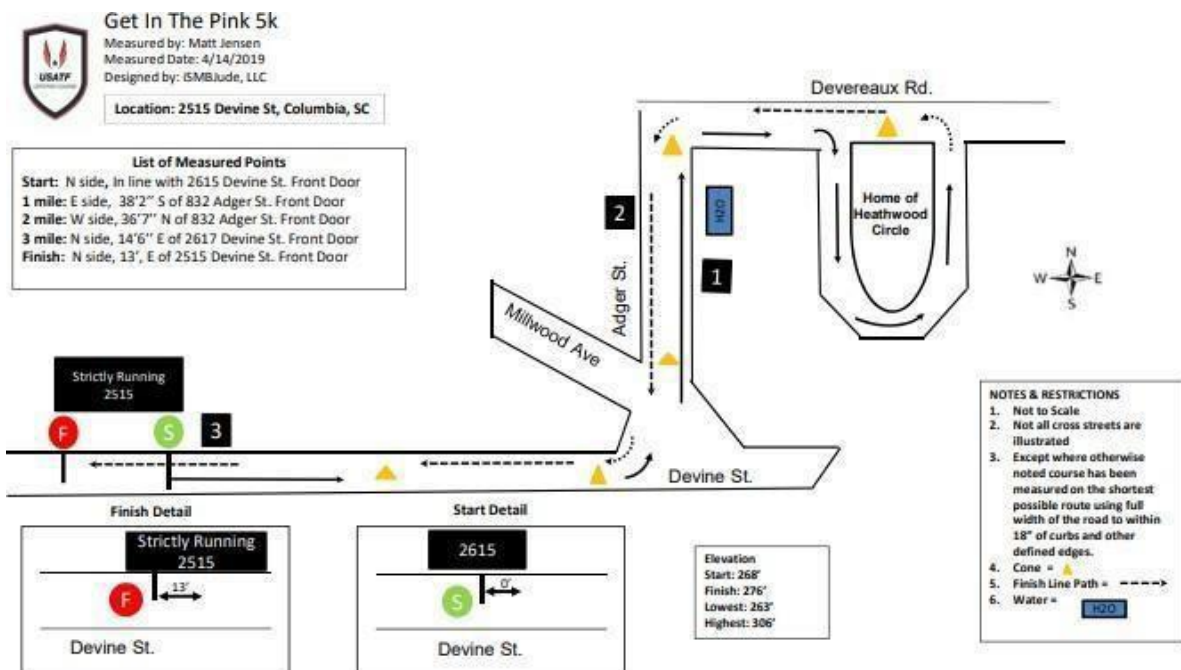 Get In The Pink 5k
Measured by: Matt Jensen
Measured Date: 4/14/2019
Designed by: iSMBJude, LLC
USATF
Location: 2515 Devine St, Columbia, SC
List of Measured Points
Start: N side, In line with 2615 Devine St. Front Door
1 mile: E side, 38'2" S of 832 Adger St. Front Door
2 mile: W side, 36'7" N of 832 Adger St. Front Door
3 mile: N side, 14'6" E of 2617 Devine St. Front Door
Finish: N side, 13', E of 2515 Devine St. Front Door
Devereaux Rd.
2
H2O
Home of
Heathwood
Circle
1
Adger St.
N
W
E
S
Millwood Ave
Strictly Running
2515
F
S
3
Devine St.
NOTES & RESTRICTIONS
1. Not to Scale
2. Not all cross streets are
illustrated
3. Except where otherwise
noted course has been
measured on the shortest
possible route using full
width of the road to within
18" of curbs and other
defined edges.
4. Cone =
5. Finish Line Path =
6. Water = H2O
Finish Detail
Strictly Running
2515
13'
F
Devine St.
Start Detail
2615
0'
S
Devine St.
Elevation
Start: 268'
Finish: 276'
Lowest: 263'
Highest: 306'